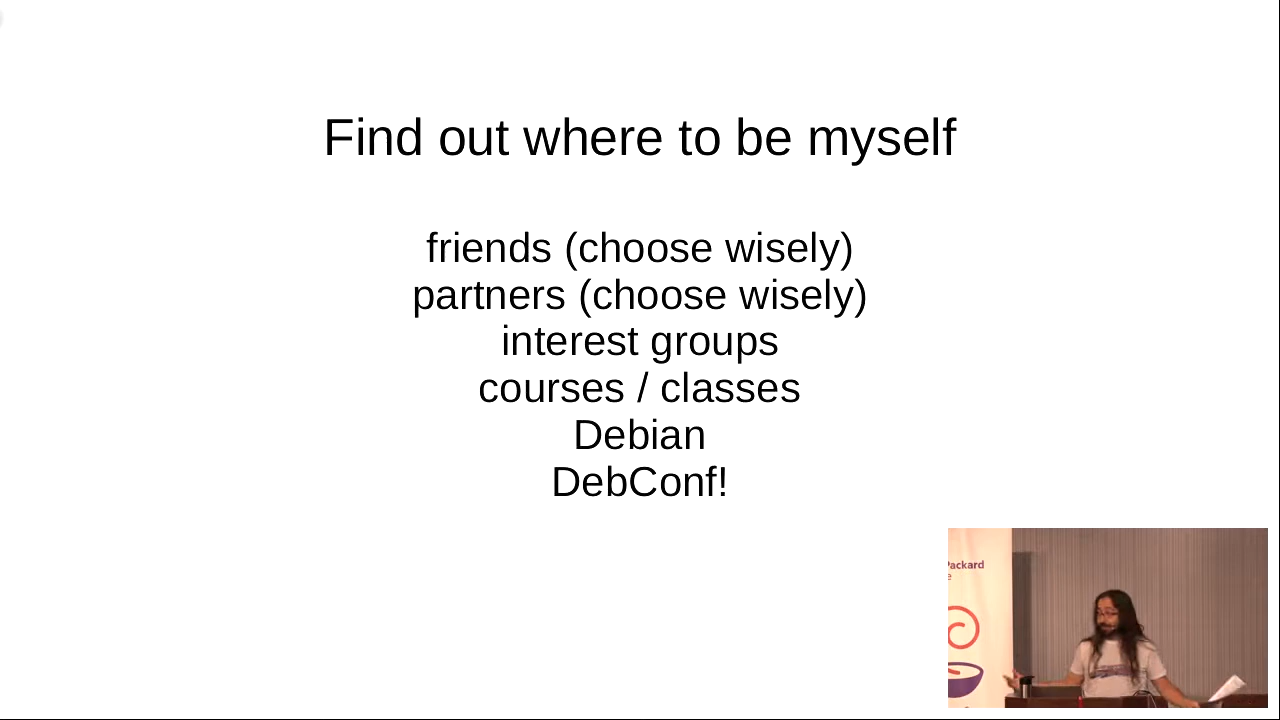 Find out where to be myself
friends (choose wisely)
partners (choose wisely)
interest groups
courses / classes
Debian
DebConf!
Packard